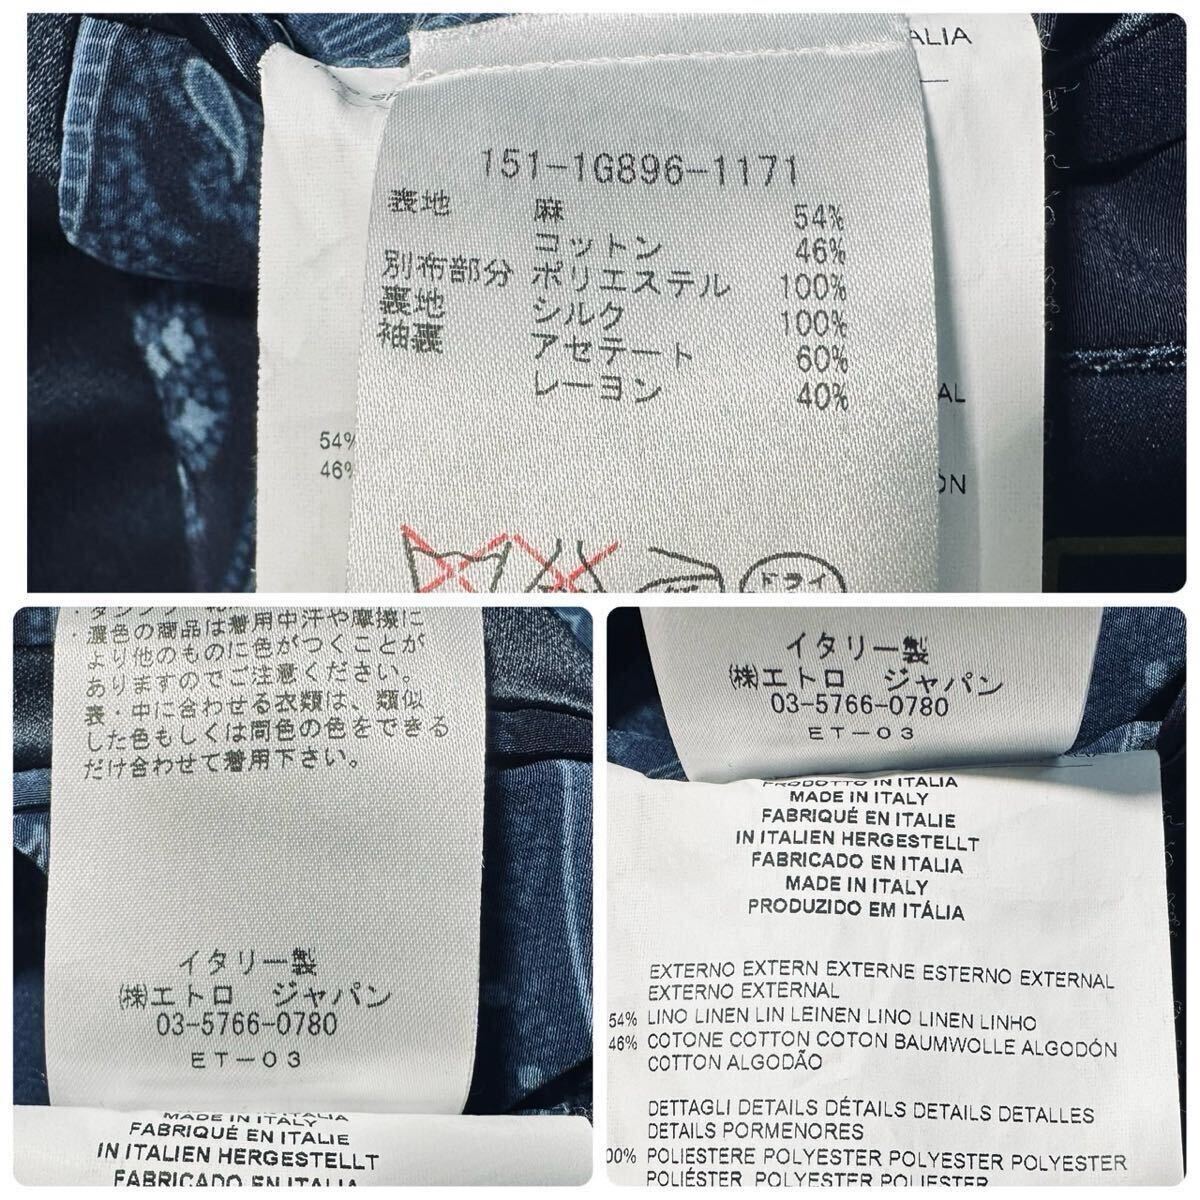 ALIA
151-1G896-1171
表地 麻 54%
コットン 46%
別布部分 ポリエステル 100%
裏地 シルク 100%
袖裏 アセテート 60%
レーヨン 40%
AL
54%
46%
ÓN
ドライ
・濃色の商品は着用中汗や摩擦に
より他のものに色がつくことが
ありますのでご注意ください。
表・中に合わせる衣類は、類似
した色もしくは同色の色をできる
だけ合わせて着用下さい。
イタリー製
(株)エトロ ジャパン
03-5766-0780
ET-03
MADE IN ITALY
FABRIQUÉ EN ITALIE
IN ITALIEN HERGESTELLT
FABRICADO EN ITALIA
イタリー製
(株)エトロ ジャパン
03-5766-0780
ET-03
PRODOTTO IN ITALIA
MADE IN ITALY
FABRIQUÉ EN ITALIE
IN ITALIEN HERGESTELLT
FABRICADO EN ITALIA
MADE IN ITALY
PRODUZIDO EM ITÁLIA
EXTERNO EXTERN EXTERNE ESTERNO EXTERNAL
EXTERNO EXTERNAL
54% LINO LINEN LIN LEINEN LINO LINEN LINHO
46% COTONE COTTON COTON BAUMWOLLE ALGODÓN
COTTON ALGODÃO
DETTAGLI DETAILS DÉTAILS DETAILS DETALLES
DETAILS PORMENORES
00% POLIESTERE POLYESTER POLYESTER POLYESTER
POLIÉSTER POLYESTER POLIÉSTER